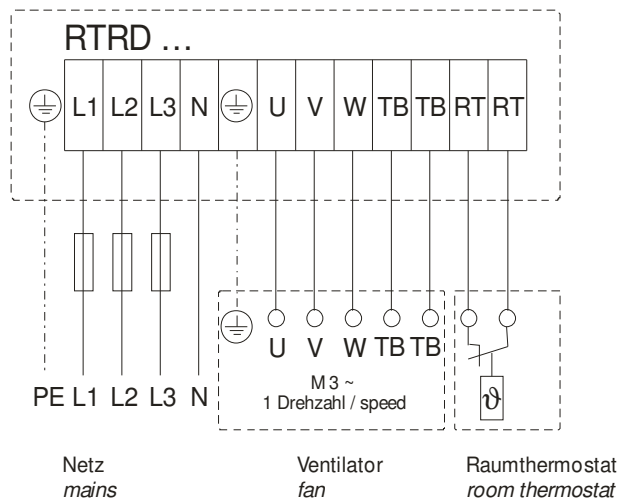 RTRD ...
L1 L2 L3 N U V W TB TB RT RT
U V W TB TB
M 3 ~
1 Drehzahl / speed
ϑ
PE L1 L2 L3 N
Netz Ventilator Raumthermostat
mains fan room thermostat